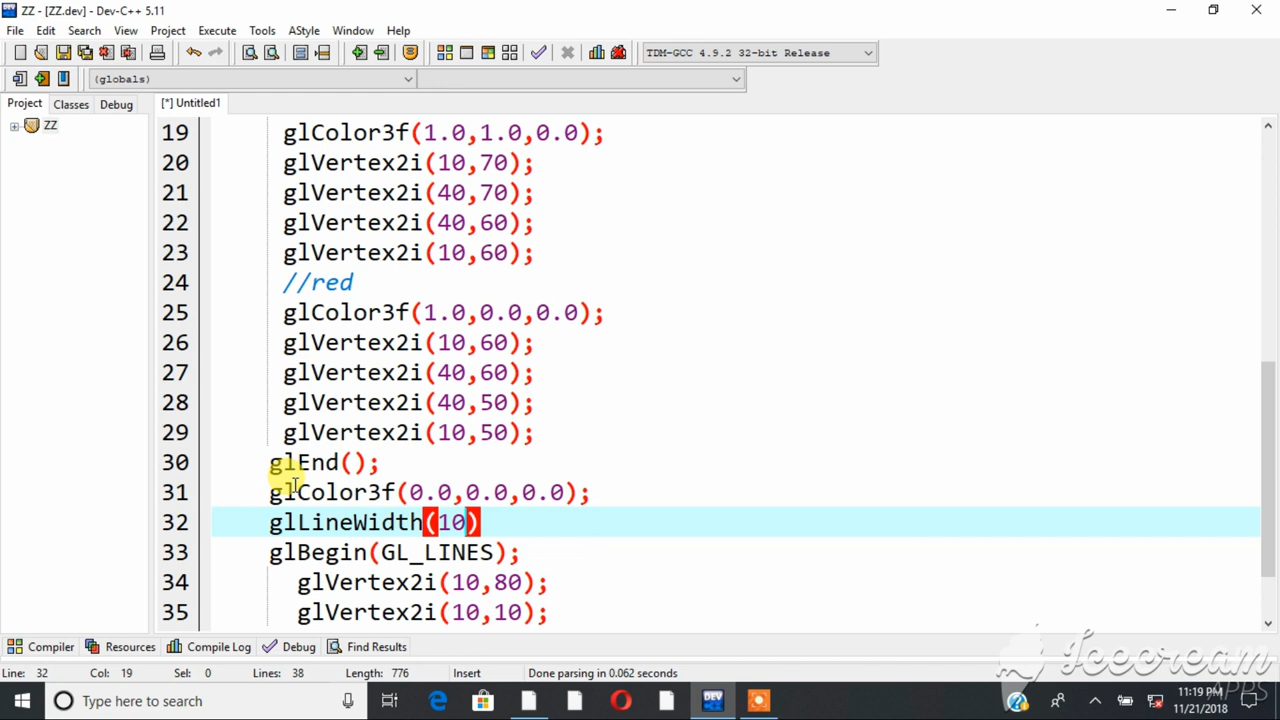 ZZ - [ZZ.dev] - Dev-C++ 5.11
File Edit Search View Project Execute Tools AStyle Window Help
TDM-GCC 4.9.2 32-bit Release
(globals)
Project Classes Debug [*] Untitled1
ZZ
19 glColor3f(1.0,1.0,0.0);
20 glVertex2i(10,70);
21 glVertex2i(40,70);
22 glVertex2i(40,60);
23 glVertex2i(10,60);
24 //red
25 glColor3f(1.0,0.0,0.0);
26 glVertex2i(10,60);
27 glVertex2i(40,60);
28 glVertex2i(40,50);
29 glVertex2i(10,50);
30 glEnd();
31 glColor3f(0.0,0.0,0.0);
32 glLineWidth(10)
33 glBegin(GL_LINES);
34 glVertex2i(10,80);
35 glVertex2i(10,10);
Compiler Resources Compile Log Debug Find Results
Line: 32 Col: 19 Sel: 0 Lines: 38 Length: 776 Insert Done parsing in 0.062 seconds
Icecream
APPS
Type here to search
DEV
11:19 PM
11/21/2018